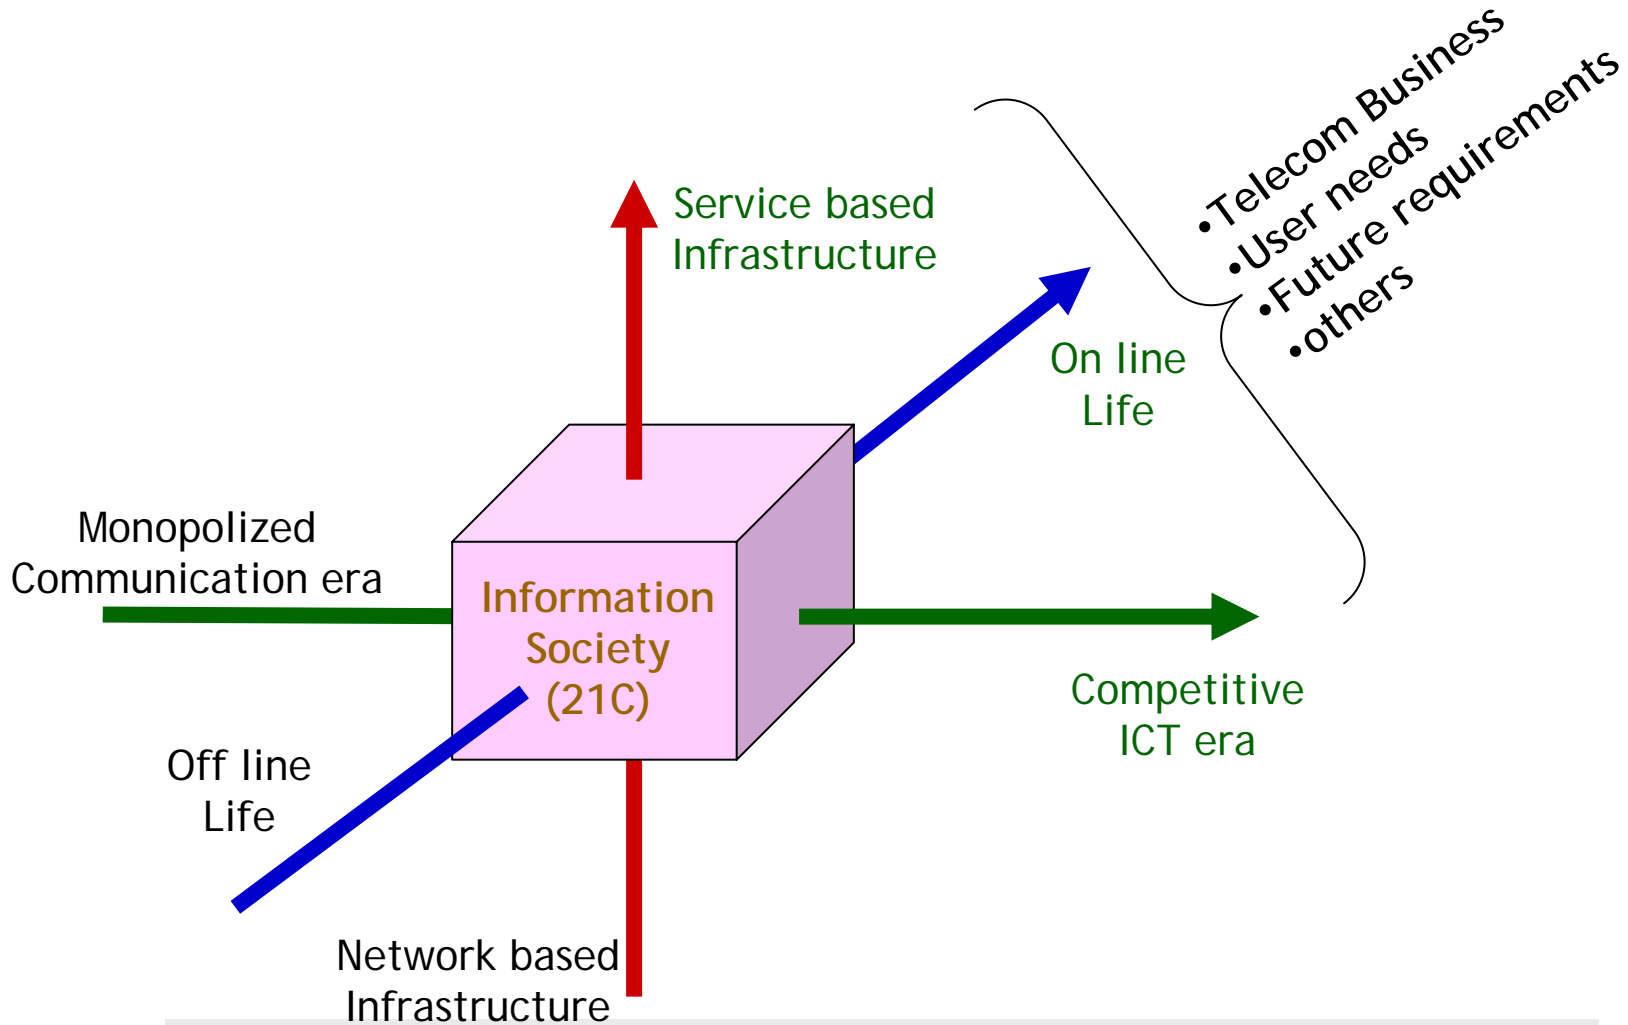 •Telecom Business
•User needs
•Future requirements
•others
Service based
Infrastructure
On line
Life
Monopolized
Communication era
Information
Society
(21C)
Competitive
ICT era
Off line
Life
Network based
Infrastructure